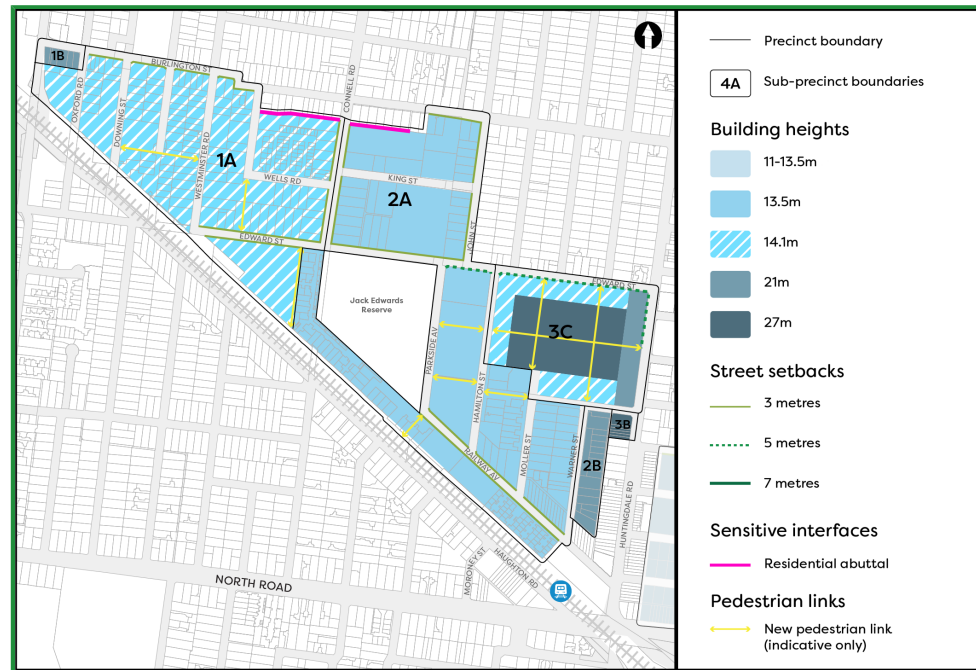 1B
BURLINGTON ST
OXFORD RD
DOWNING ST
WESTMINSTER RD
1A
WELLS RD
EDWARD ST
CONNELL RD
KING ST
2A
JOHN ST
Jack Edwards
Reserve
EDWARD ST
3C
PARKSIDE AV
HAMILTON ST
MOLLER ST
WARNER ST
RAILWAY AV
2B
3B
HUNTINGDALE RD
HAUGHTON RD
MORONEY ST
NORTH ROAD
Precinct boundary
4A
Sub-precinct boundaries
Building heights
11-13.5m
13.5m
14.1m
21m
27m
Street setbacks
3 metres
5 metres
7 metres
Sensitive interfaces
Residential abuttal
Pedestrian links
New pedestrian link
(indicative only)